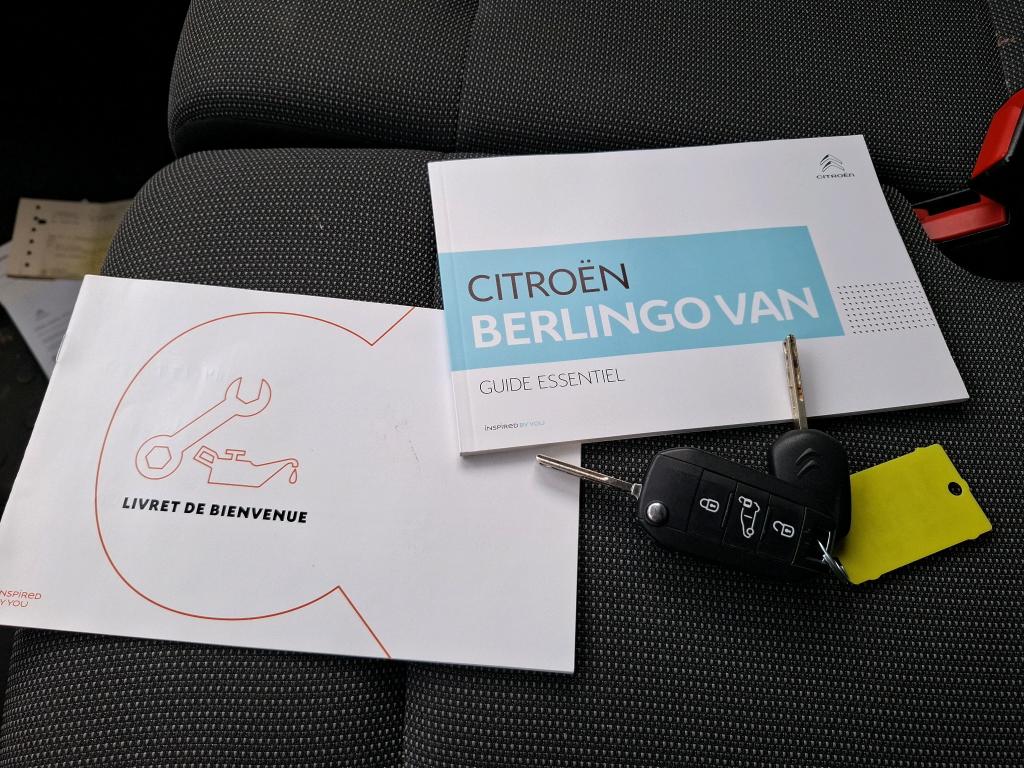 CITROËN
CITROËN
BERLINGO VAN
GUIDE ESSENTIEL
INSPIRED BY YOU
LIVRET DE BIENVENUE
INSPIRED
BY YOU